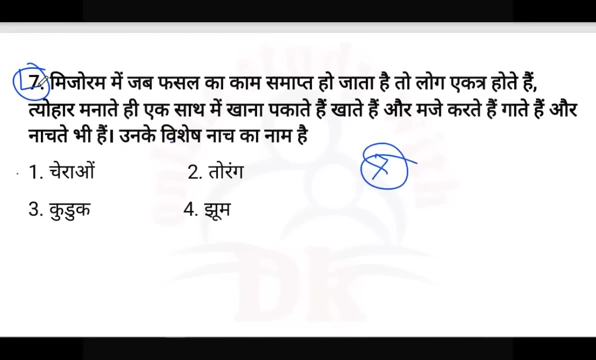 7. मिजोरम में जब फसल का काम समाप्त हो जाता है तो लोग एकत्र होते हैं,
त्योहार मनाते ही एक साथ में खाना पकाते हैं खाते हैं और मजे करते हैं गाते हैं और
नाचते भी हैं। उनके विशेष नाच का नाम है
1. चेराओं 2. तोरंग
3. कुडुक 4. झूम
DK